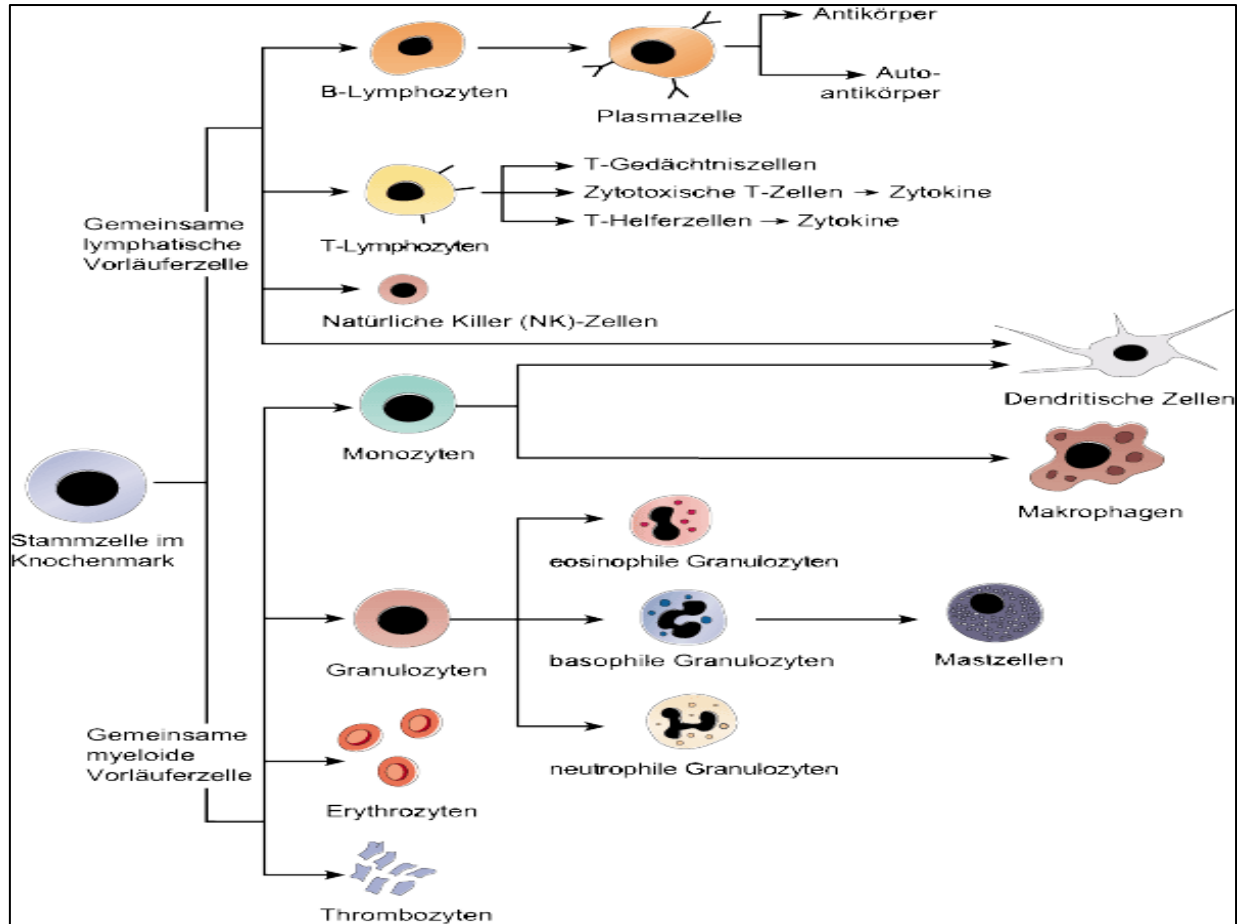 Antikörper
Auto-
antikörper
B-Lymphozyten
Plasmazelle
T-Gedächtniszellen
Zytotoxische T-Zellen → Zytokine
T-Helferzellen → Zytokine
Gemeinsame
lymphatische
Vorläuferzelle
T-Lymphozyten
Natürliche Killer (NK)-Zellen
Dendritische Zellen
Monozyten
Makrophagen
Stammzelle im
Knochenmark
eosinophile Granulozyten
Granulozyten
basophile Granulozyten
Mastzellen
Gemeinsame
myeloide
Vorläuferzelle
neutrophile Granulozyten
Erythrozyten
Thrombozyten